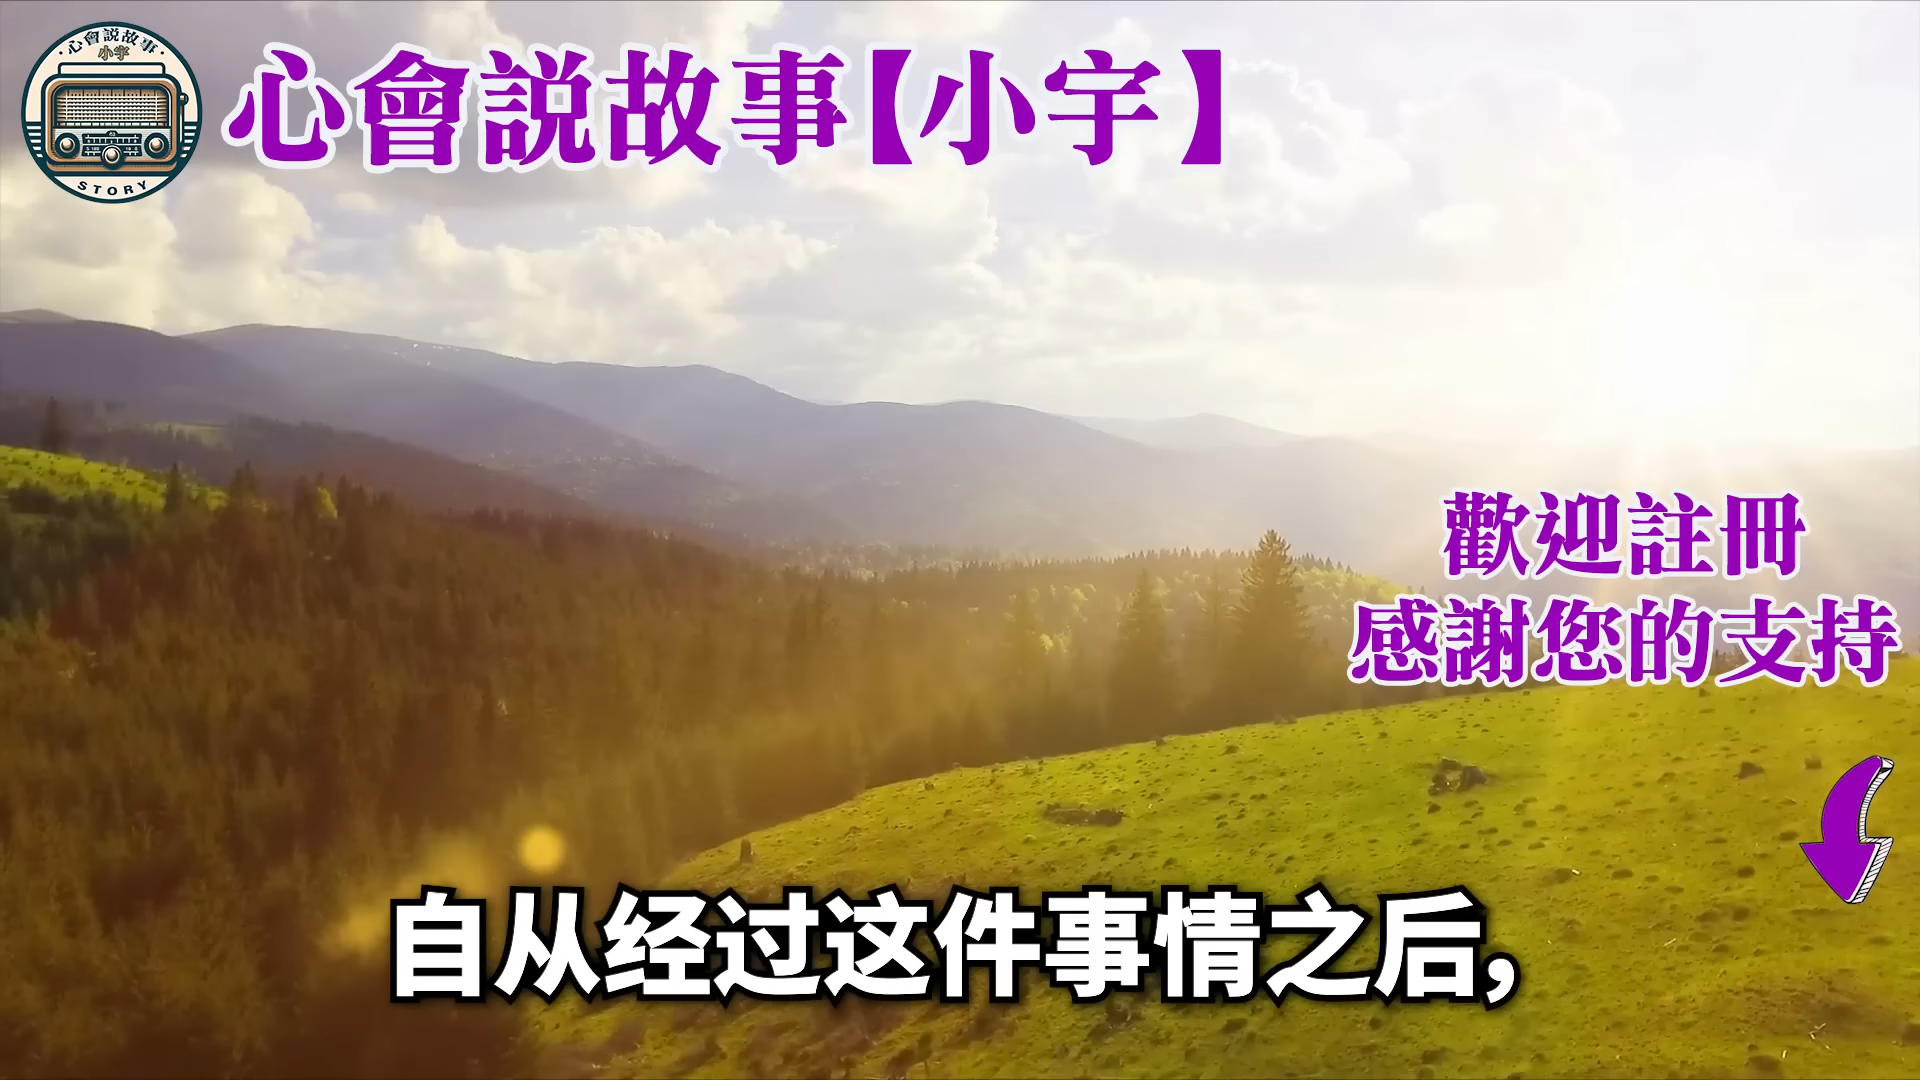 心會説故事
小宇
STORY
心會説故事【小宇】
歡迎註冊
感謝您的支持
自从经过这件事情之后,